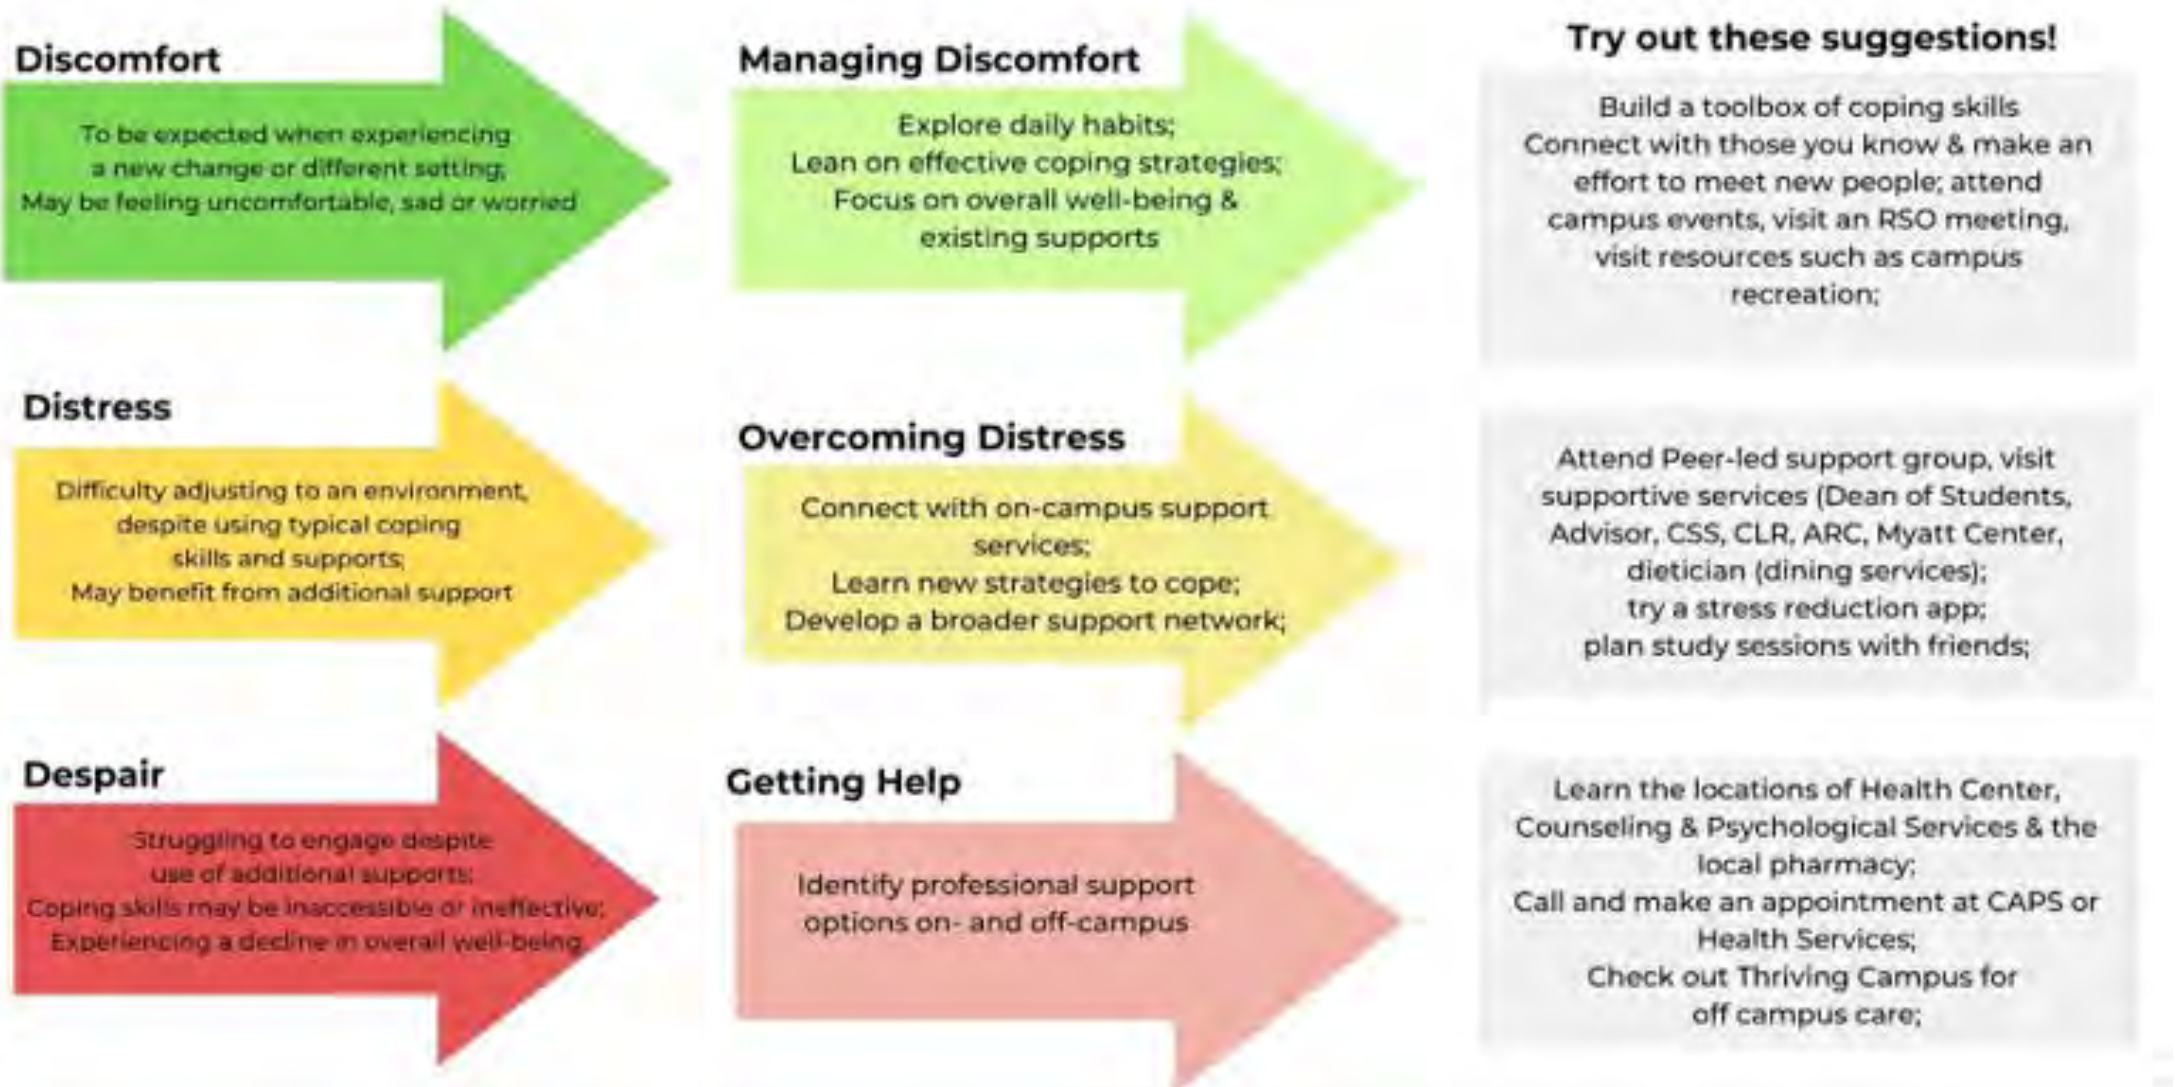 Discomfort
To be expected when experiencing
a new change or different setting;
May be feeling uncomfortable, sad or worried
Managing Discomfort
Explore daily habits;
Lean on effective coping strategies;
Focus on overall well-being &
existing supports
Try out these suggestions!
Build a toolbox of coping skills
Connect with those you know & make an
effort to meet new people; attend
campus events, visit an RSO meeting,
visit resources such as campus
recreation;
Distress
Difficulty adjusting to an environment,
despite using typical coping
skills and supports;
May benefit from additional support
Overcoming Distress
Connect with on-campus support
services;
Learn new strategies to cope;
Develop a broader support network;
Attend Peer-led support group, visit
supportive services (Dean of Students,
Advisor, CSS, CLR, ARC, Myatt Center,
dietician (dining services);
try a stress reduction app;
plan study sessions with friends;
Despair
Struggling to engage despite
use of additional supports;
Coping skills may be inaccessible or ineffective;
Experiencing a decline in overall well-being
Getting Help
Identify professional support
options on- and off-campus
Learn the locations of Health Center,
Counseling & Psychological Services & the
local pharmacy;
Call and make an appointment at CAPS or
Health Services;
Check out Thriving Campus for
off campus care;